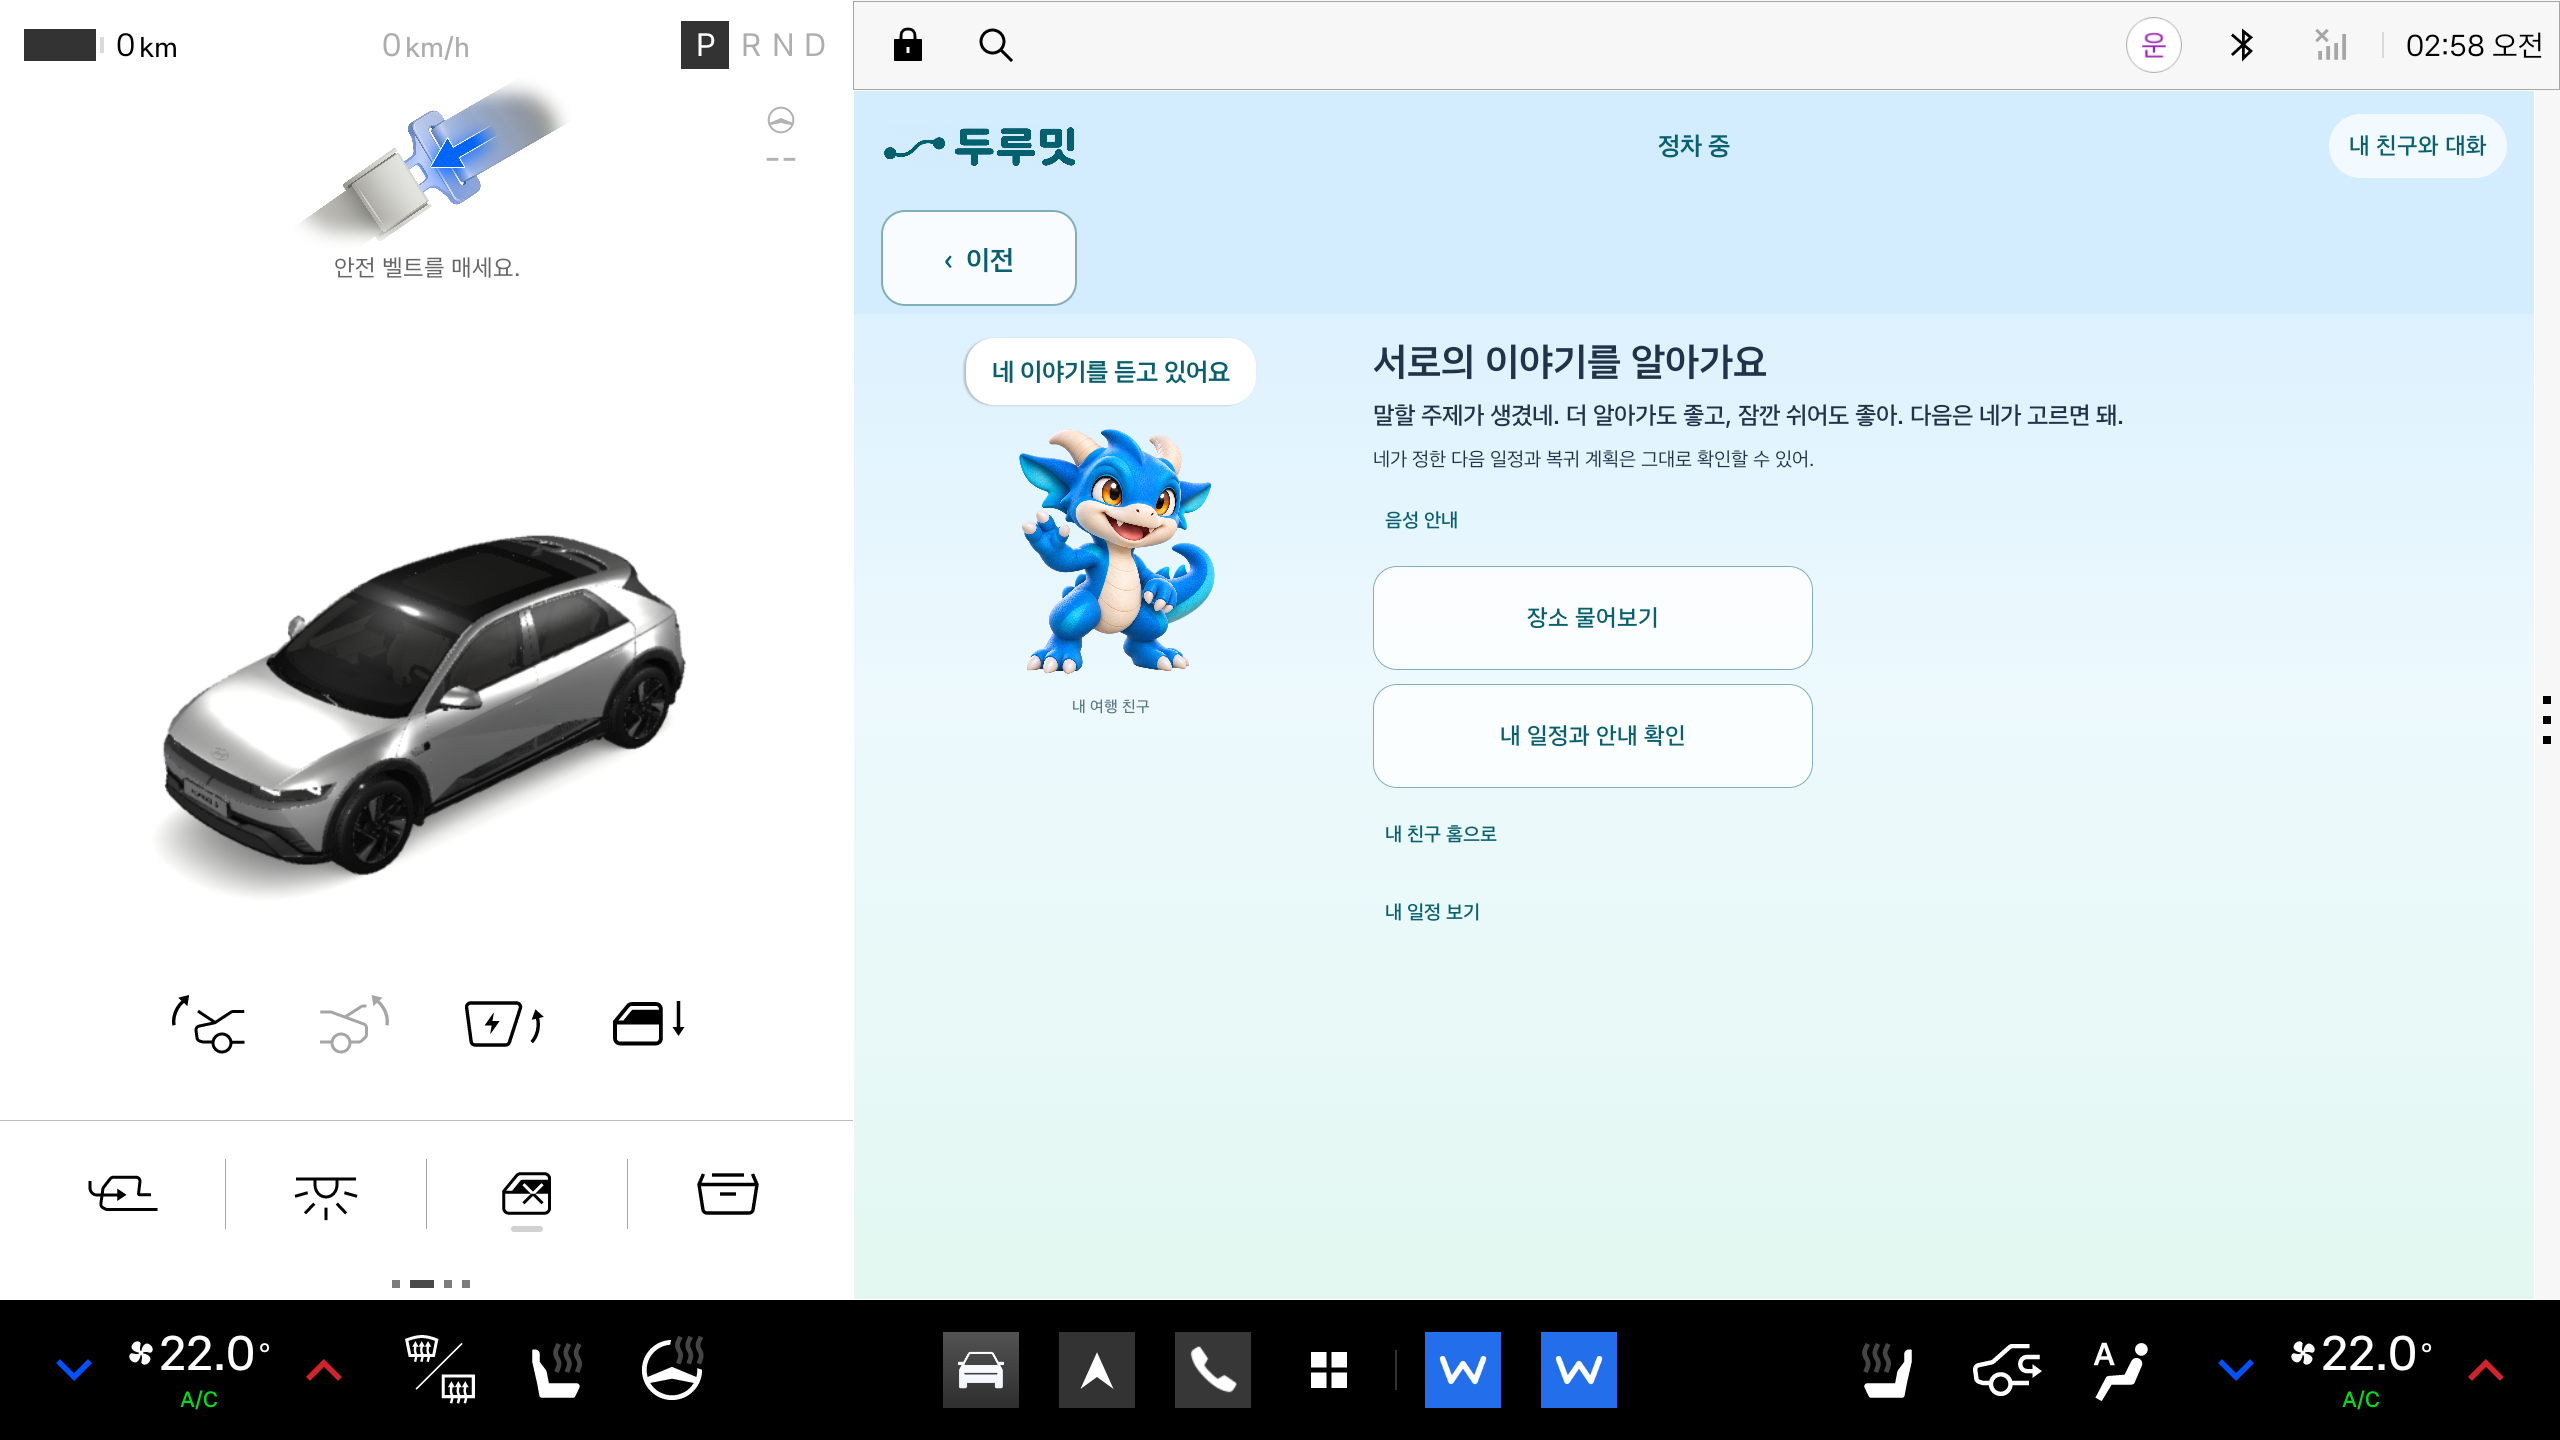 0 km
0 km/h
P R N D
운
02:58 오전
안전 벨트를 매세요.
두루밋
정차 중
내 친구와 대화
‹ 이전
네 이야기를 듣고 있어요
내 여행 친구
서로의 이야기를 알아가요
말할 주제가 생겼네. 더 알아가도 좋고, 잠깐 쉬어도 좋아. 다음은 네가 고르면 돼.
네가 정한 다음 일정과 복귀 계획은 그대로 확인할 수 있어.
음성 안내
장소 물어보기
내 일정과 안내 확인
내 친구 홈으로
내 일정 보기
22.0°
A/C
A
22.0°
A/C